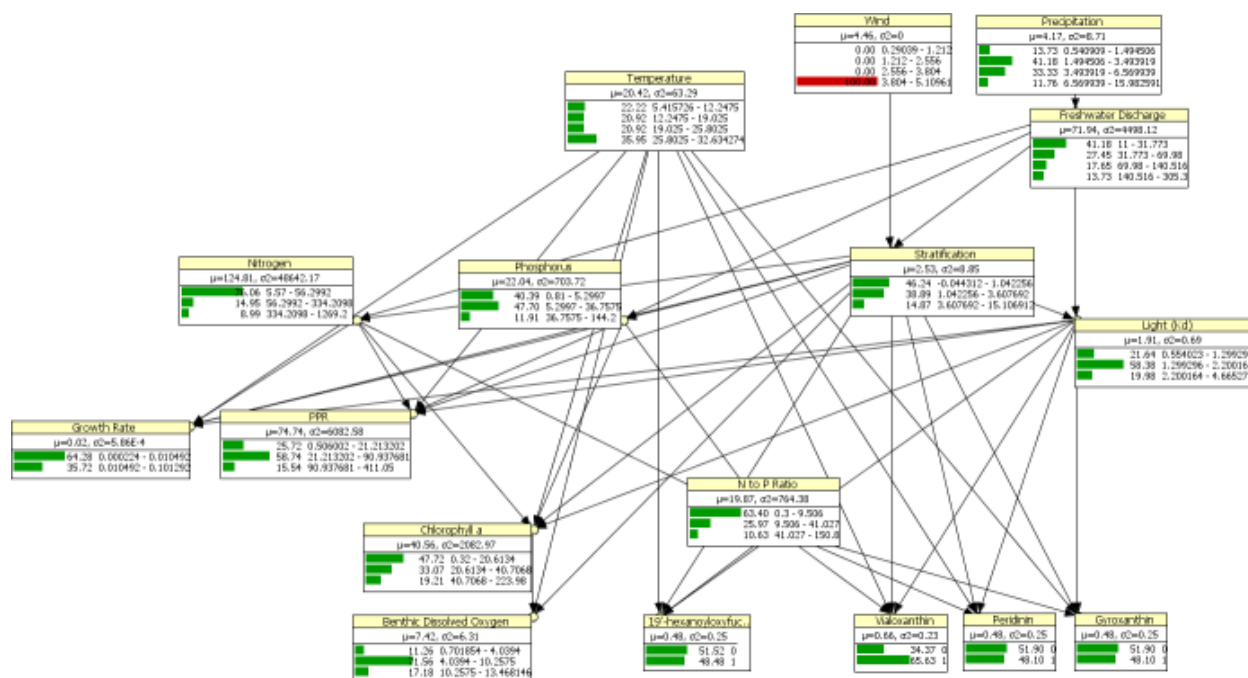 Wind
μ=4.46, σ2=0
0.00 0.29039 - 1.212
0.00 1.212 - 2.556
0.00 2.556 - 3.804
100.00 3.804 - 5.10961
Precipitation
μ=4.17, σ2=8.71
13.73 0.540909 - 1.494506
41.18 1.494506 - 3.493919
33.33 3.493919 - 6.569939
11.76 6.569939 - 15.982591
Temperature
μ=20.42, σ2=63.29
22.22 5.415726 - 12.2475
20.92 12.2475 - 19.025
20.92 19.025 - 25.8025
35.95 25.8025 - 32.634274
Freshwater Discharge
μ=71.94, σ2=4498.12
41.18 11 - 31.773
27.45 31.773 - 69.98
17.65 69.98 - 140.516
13.73 140.516 - 305.3
Nitrogen
μ=124.81, σ2=48642.17
76.06 5.57 - 56.2992
14.95 56.2992 - 334.2098
8.99 334.2098 - 1269.2
Phosphorus
μ=22.04, σ2=703.72
40.39 0.81 - 5.2997
47.70 5.2997 - 36.7575
11.91 36.7575 - 144.2
Stratification
μ=2.53, σ2=8.85
46.24 -0.044312 - 1.042256
38.89 1.042256 - 3.607692
14.87 3.607692 - 15.106912
Light (kd)
μ=1.91, σ2=0.69
21.64 0.554023 - 1.29929
58.38 1.299296 - 2.20016
19.98 2.200164 - 4.66527
Growth Rate
μ=0.02, σ2=5.86E-4
64.28 0.000224 - 0.010492
35.72 0.010492 - 0.101292
PPR
μ=74.74, σ2=6082.58
25.72 0.506002 - 21.213202
58.74 21.213202 - 90.937681
15.54 90.937681 - 411.05
N to P Ratio
μ=19.87, σ2=764.38
63.40 0.3 - 9.506
25.97 9.506 - 41.027
10.63 41.027 - 150.8
Chlorophyll a
μ=40.56, σ2=2082.97
47.72 0.32 - 20.6134
33.07 20.6134 - 40.7068
19.21 40.7068 - 223.98
Benthic Dissolved Oxygen
μ=7.42, σ2=6.31
11.26 0.701854 - 4.0394
71.56 4.0394 - 10.2575
17.18 10.2575 - 13.468146
19'-hexanoyloxyfuc...
μ=0.48, σ2=0.25
51.52 0
48.48 1
Vialoxanthin
μ=0.66, σ2=0.23
34.37 0
65.63 1
Peridinin
μ=0.48, σ2=0.25
51.90 0
48.10 1
Gyroxanthin
μ=0.48, σ2=0.25
51.90 0
48.10 1